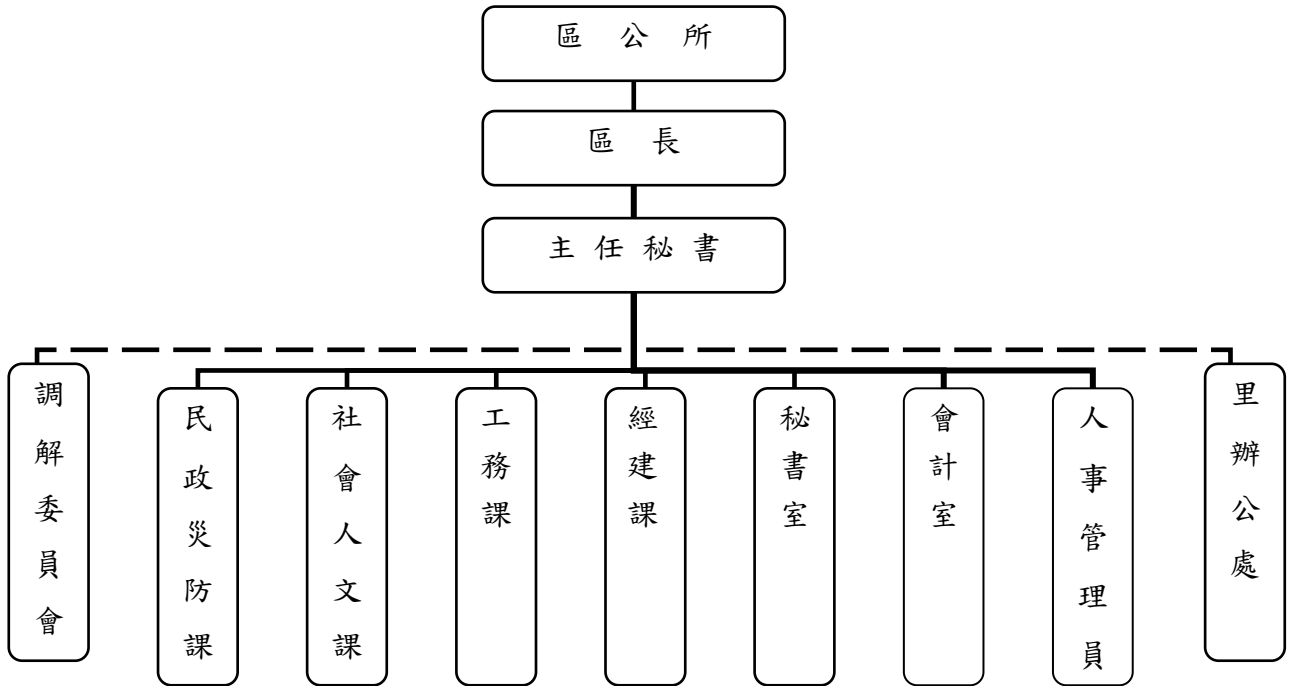 區公所
區長
主任秘書
調解委員會
民政災防課
社會人文課
工務課
經建課
秘書室
會計室
人事管理員
里辦公處